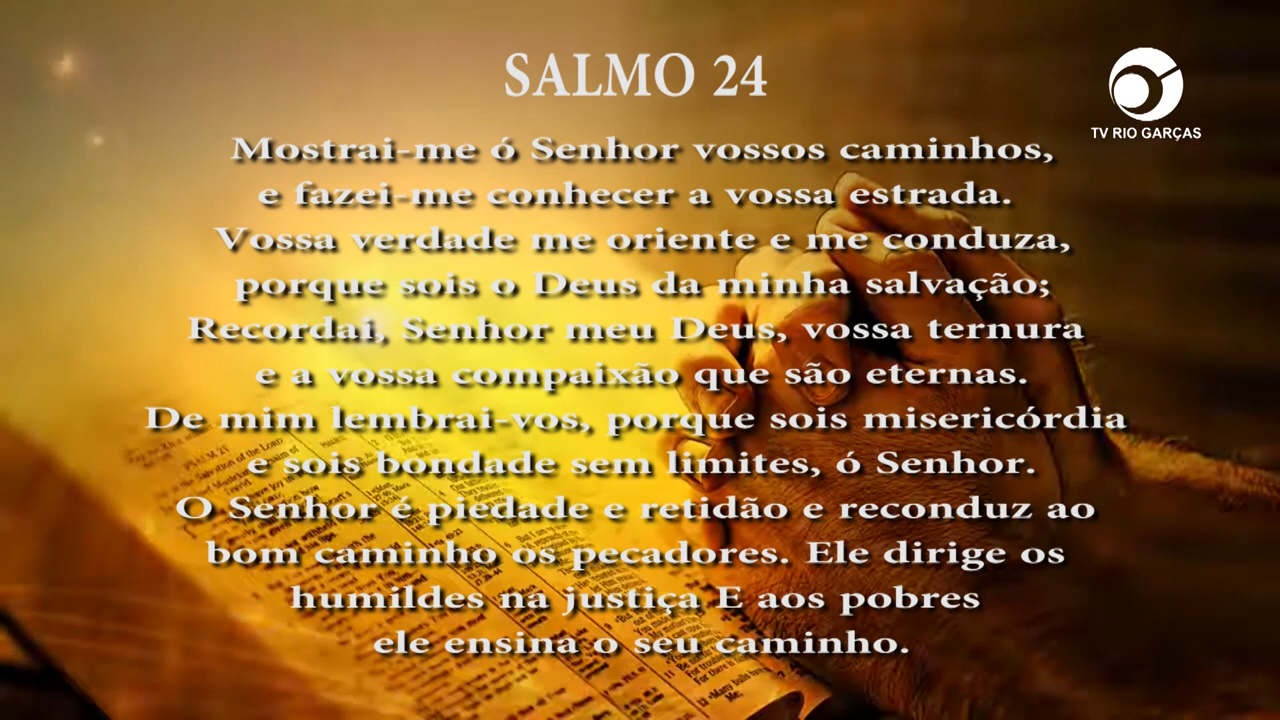 SALMO 24
TV RIO GARÇAS
Mostrai-me ó Senhor vossos caminhos,
e fazei-me conhecer a vossa estrada.
Vossa verdade me oriente e me conduza,
porque sois o Deus da minha salvação;
Recordai, Senhor meu Deus, vossa ternura
e a vossa compaixão que são eternas.
De mim lembrai-vos, porque sois misericórdia
e sois bondade sem limites, ó Senhor.
O Senhor é piedade e retidão e reconduz ao
bom caminho os pecadores. Ele dirige os
humildes na justiça E aos pobres
ele ensina o seu caminho.